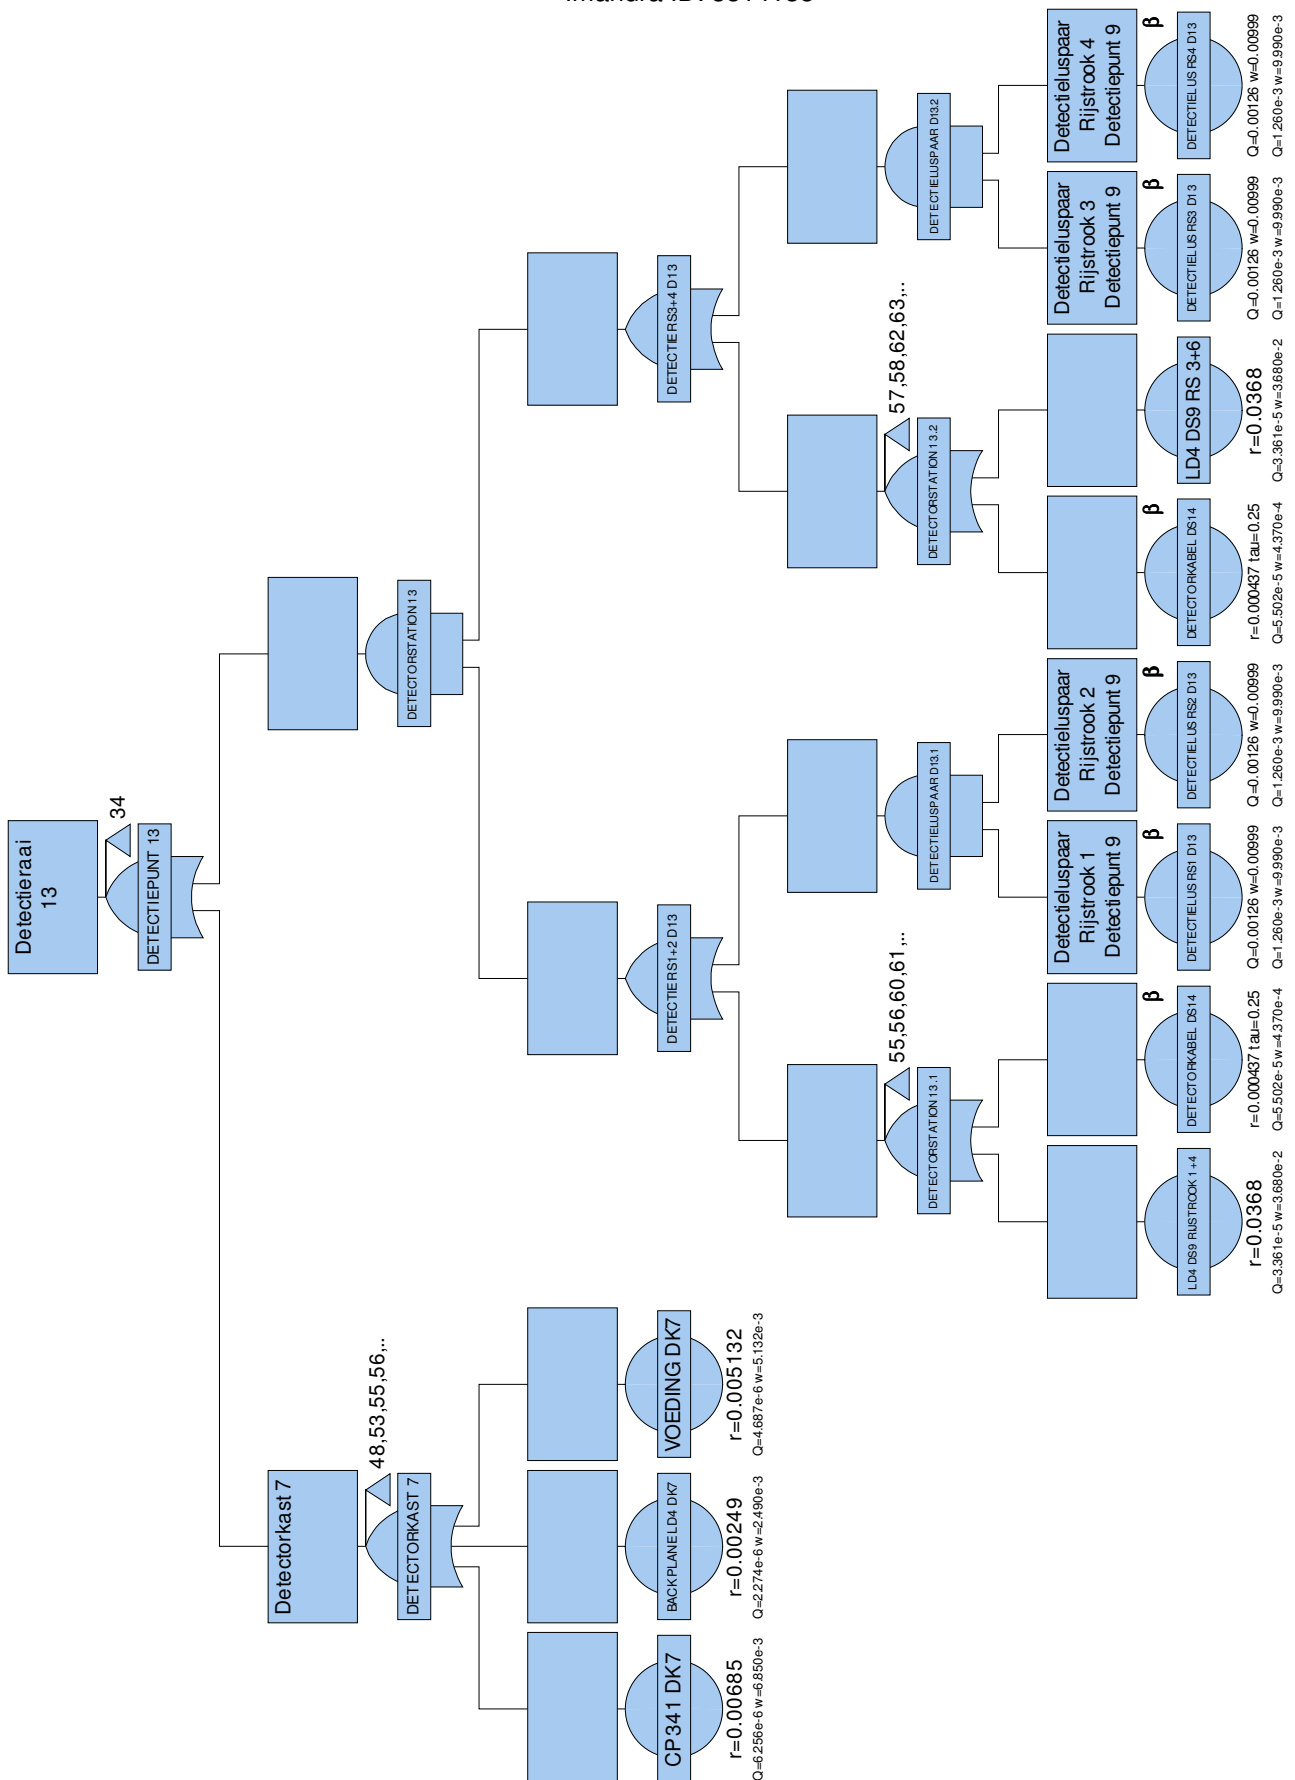 Detectieraai
13
34
DETECTIEPUNT 13
Detectorkast 7
48,53,55,56,..
DETECTORKAST 7
DETECTORSTATION 13
CP341 DK7
r=0.00685
Q=6.256e-6 w=6.850e-3
BACKPLANE LD4 DK7
r=0.00249
Q=2.274e-6 w=2.490e-3
VOEDING DK7
r=0.005132
Q=4.687e-6 w=5.132e-3
DETECTIE RS1+2 D13
DETECTIE RS3+4 D13
55,56,60,61,..
DETECTORSTATION 13.1
DETECTIELUSPAAR D13.1
57,58,62,63,..
DETECTORSTATION 13.2
DETECTIELUSPAAR D13.2
LD4 DS9 RIJSTROOK 1+4
r=0.0368
Q=3.361e-5 w=3.680e-2
β
DETECTORKABEL DS14
r=0.000437 tau=0.25
Q=5.502e-5 w=4.370e-4
Detectieluspaar
Rijstrook 1
Detectiepunt 9
β
DETECTIELUS RS1 D13
Q=0.00126 w=0.00999
Q=1.260e-3 w=9.990e-3
Detectieluspaar
Rijstrook 2
Detectiepunt 9
β
DETECTIELUS RS2 D13
Q=0.00126 w=0.00999
Q=1.260e-3 w=9.990e-3
β
DETECTORKABEL DS14
r=0.000437 tau=0.25
Q=5.502e-5 w=4.370e-4
LD4 DS9 RS 3+6
r=0.0368
Q=3.361e-5 w=3.680e-2
Detectieluspaar
Rijstrook 3
Detectiepunt 9
β
DETECTIELUS RS3 D13
Q=0.00126 w=0.00999
Q=1.260e-3 w=9.990e-3
Detectieluspaar
Rijstrook 4
Detectiepunt 9
β
DETECTIELUS RS4 D13
Q=0.00126 w=0.00999
Q=1.260e-3 w=9.990e-3